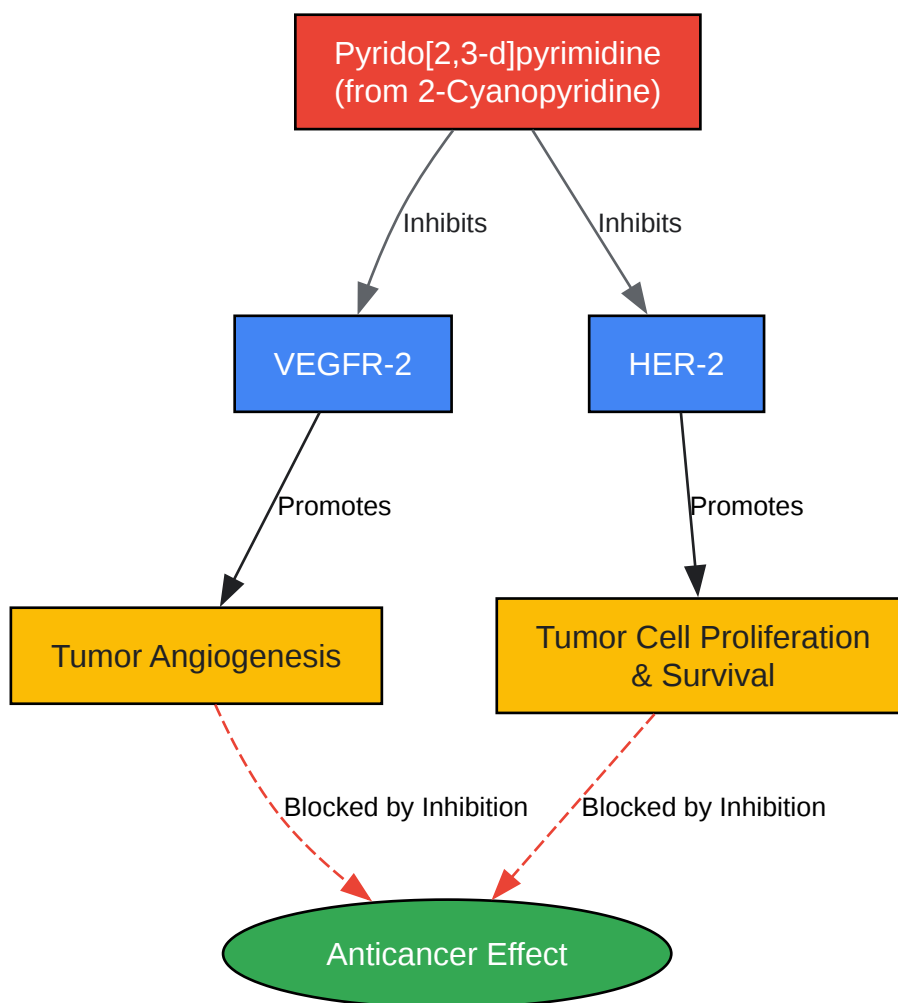 Pyrido[2,3-d]pyrimidine
(from 2-Cyanopyridine)
Inhibits
Inhibits
VEGFR-2
HER-2
Promotes
Promotes
Tumor Angiogenesis
Tumor Cell Proliferation
& Survival
Blocked by Inhibition
Blocked by Inhibition
Anticancer Effect